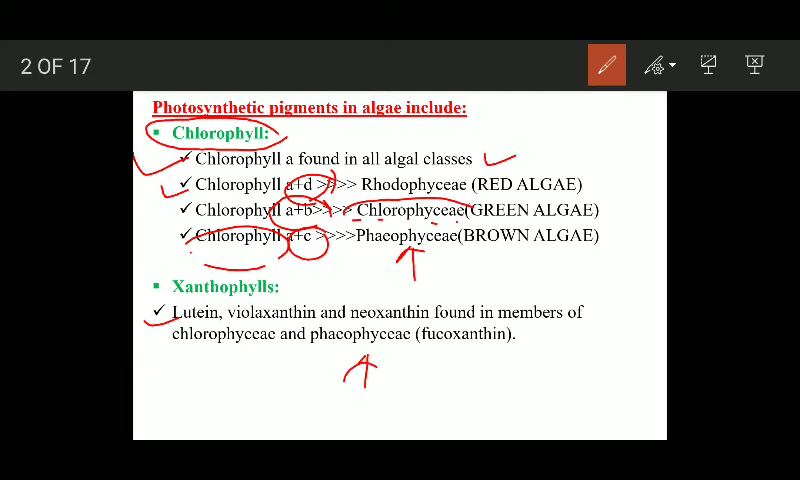 2 OF 17
Photosynthetic pigments in algae include:
▪ Chlorophyll:
✓ Chlorophyll a found in all algal classes
✓ Chlorophyll a+d >>>> Rhodophyceae (RED ALGAE)
✓ Chlorophyll a+b>>>> Chlorophyceae(GREEN ALGAE)
✓ Chlorophyll a+c >>>>Phaeophyceae(BROWN ALGAE)
▪ Xanthophylls:
✓ Lutein, violaxanthin and neoxanthin found in members of
chlorophyceae and phaeophyceae (fucoxanthin).